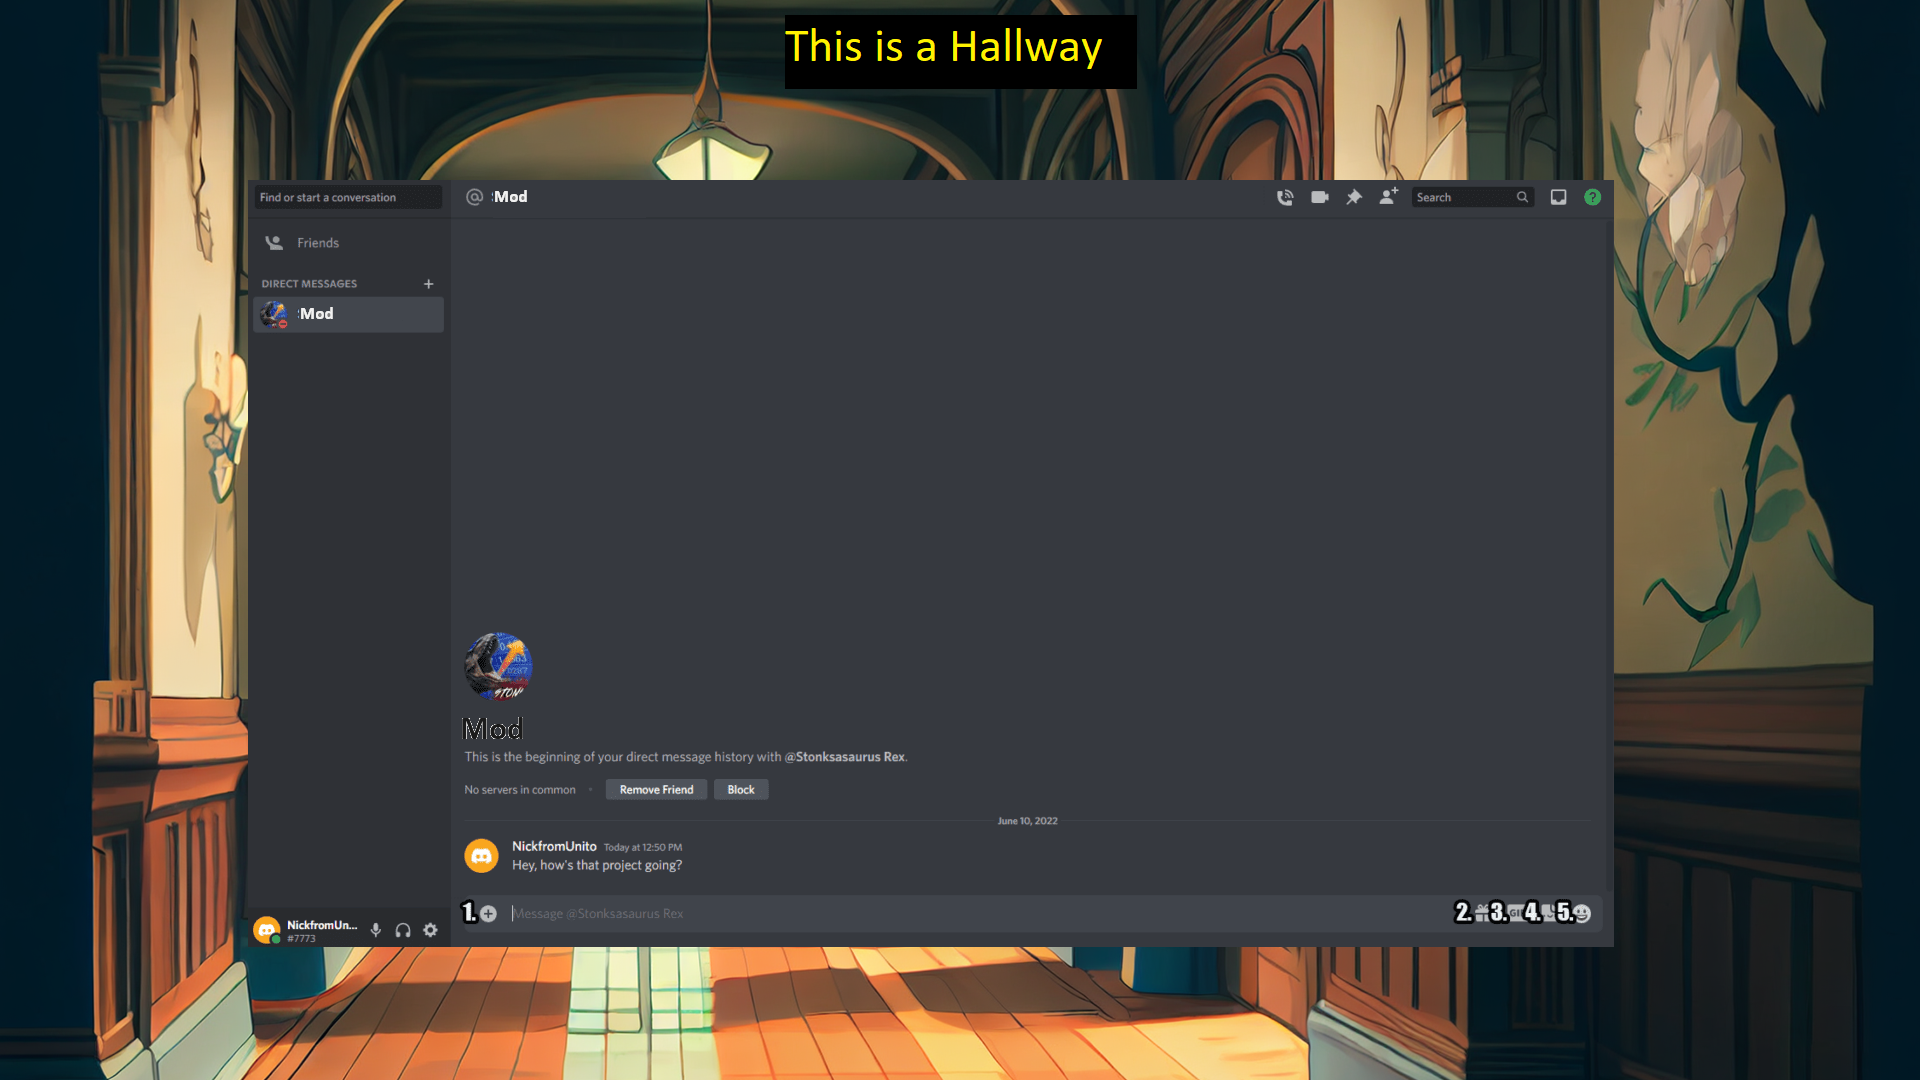 This is a Hallway
Find or start a conversation
Mod
Search
Friends
DIRECT MESSAGES
Mod
STON
Mod
This is the beginning of your direct message history with @Stonksasaurus Rex.
No servers in common
Remove Friend
Block
June 10, 2022
NickfromUnito Today at 12:50 PM
Hey, how's that project going?
NickfromUn...
#7773
1.
Message @Stonksasaurus Rex
2. 3. 4. 5.